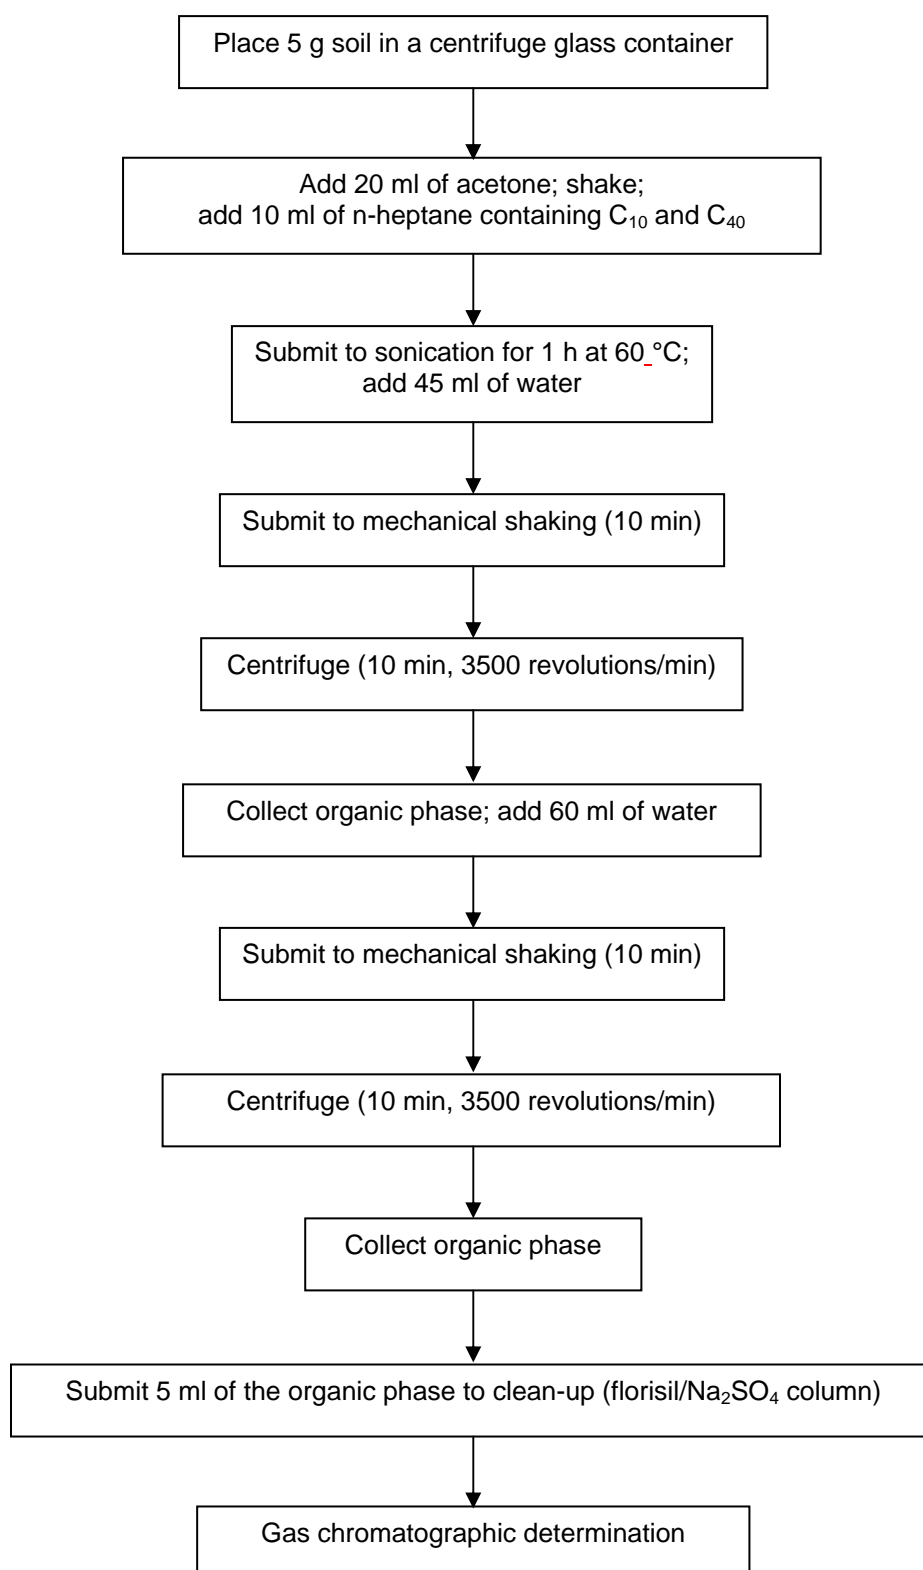 Place 5 g soil in a centrifuge glass container
Add 20 ml of acetone; shake;
add 10 ml of n-heptane containing C₁₀ and C₄₀
Submit to sonication for 1 h at 60 °C;
add 45 ml of water
Submit to mechanical shaking (10 min)
Centrifuge (10 min, 3500 revolutions/min)
Collect organic phase; add 60 ml of water
Submit to mechanical shaking (10 min)
Centrifuge (10 min, 3500 revolutions/min)
Collect organic phase
Submit 5 ml of the organic phase to clean-up (florisil/Na₂SO₄ column)
Gas chromatographic determination